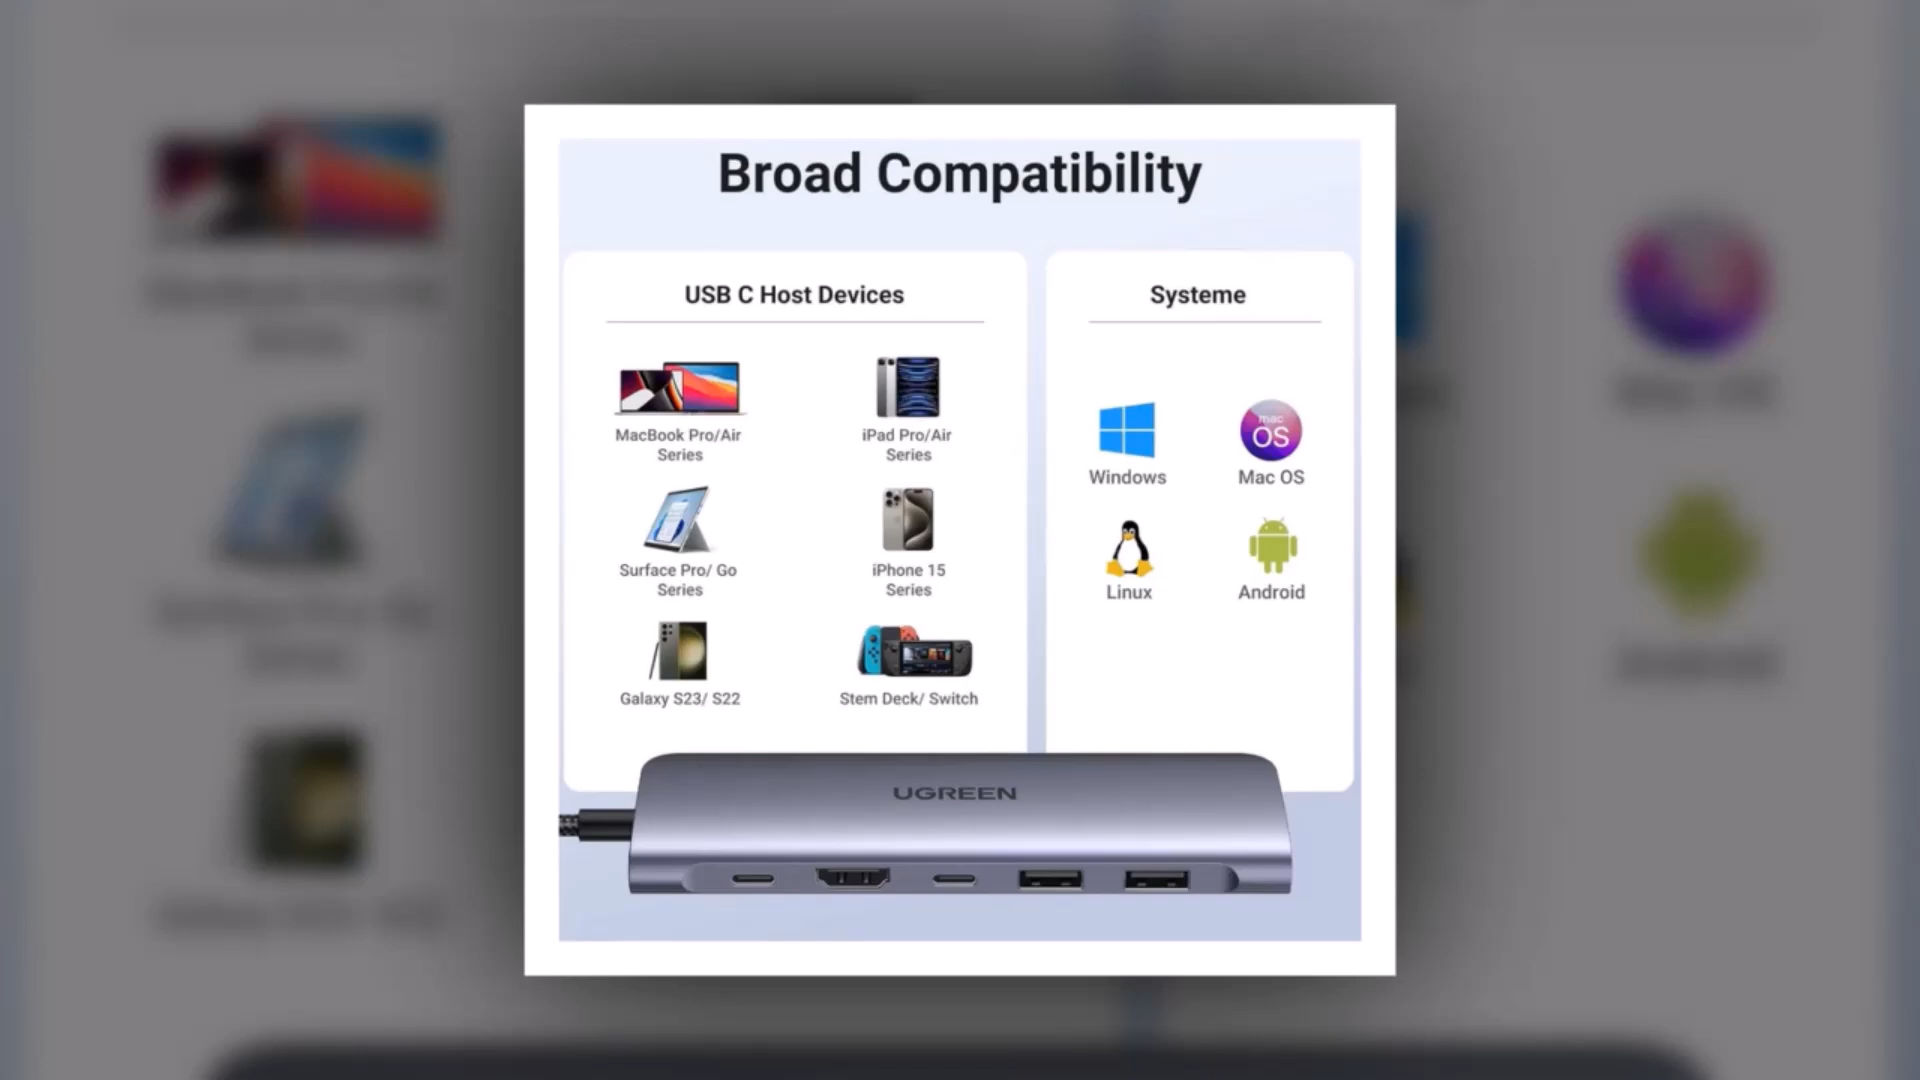 Broad Compatibility
USB C Host Devices
MacBook Pro/Air
Series
iPad Pro/Air
Series
Surface Pro/ Go
Series
iPhone 15
Series
Galaxy S23/ S22
Stem Deck/ Switch
Systeme
mac
OS
Windows
Mac OS
Linux
Android
UGREEN